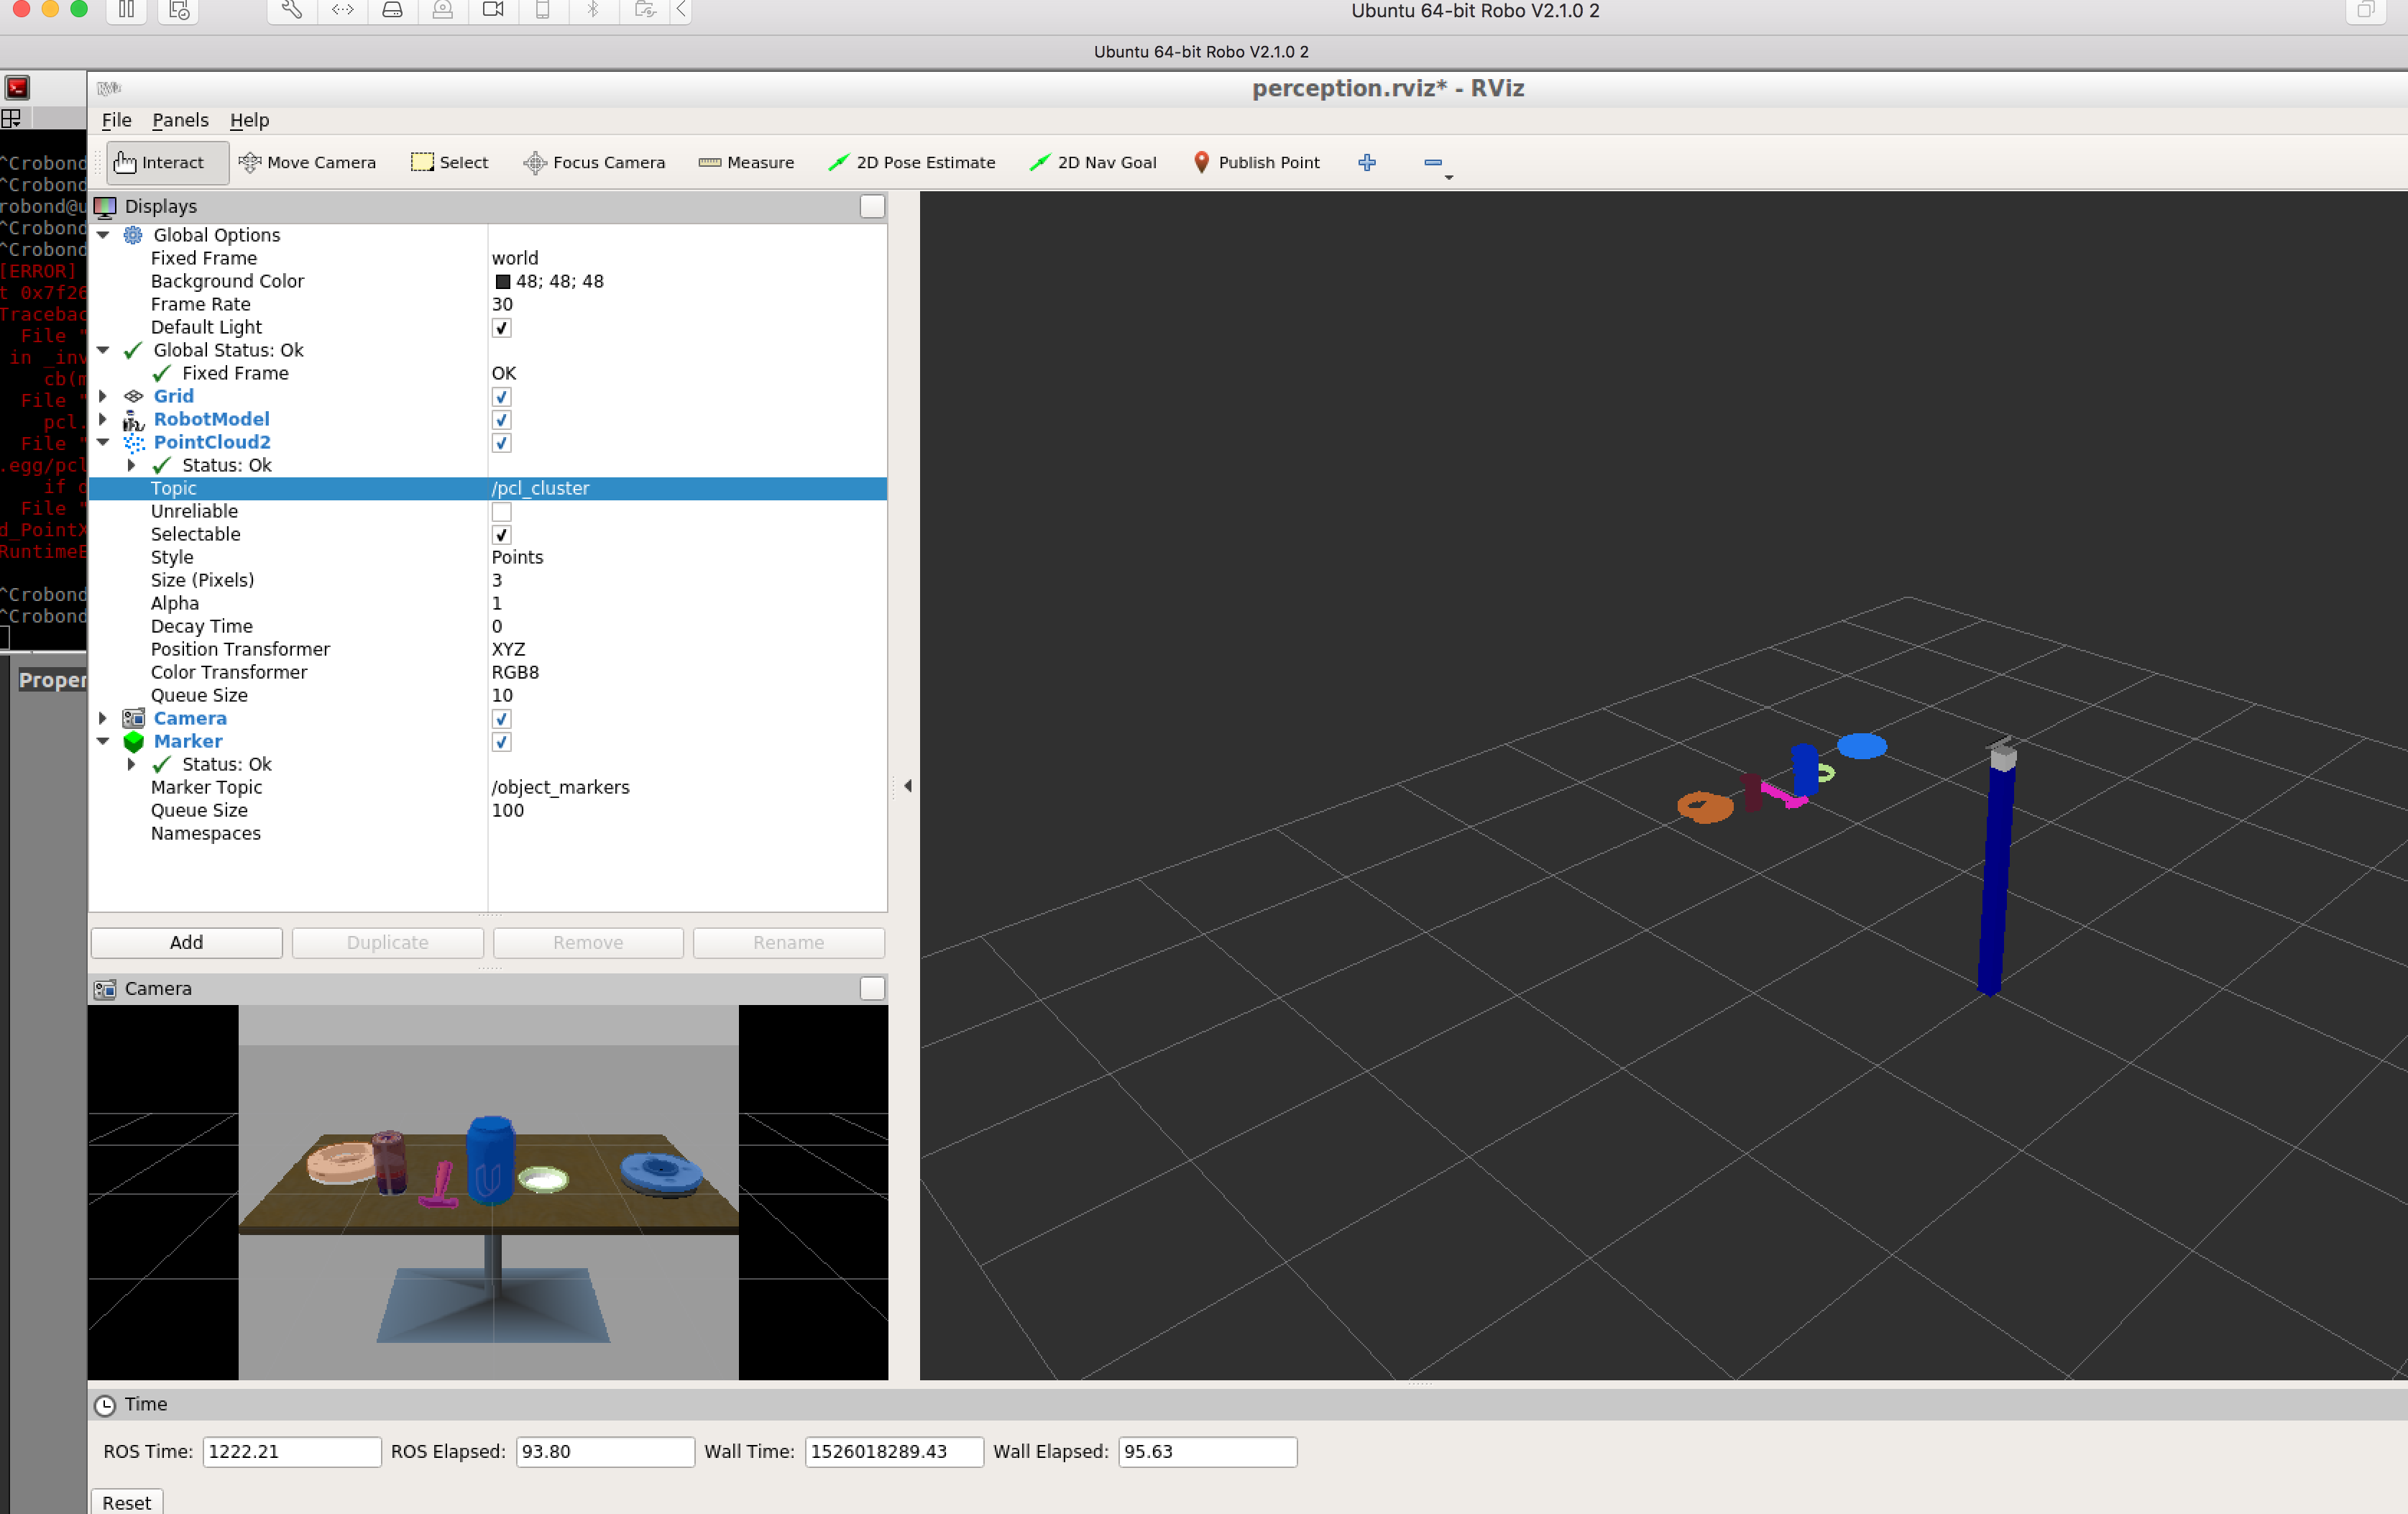 Ubuntu 64-bit Robo V2.1.0 2
Ubuntu 64-bit Robo V2.1.0 2
perception.rviz* - RViz
File Panels Help
Interact Move Camera Select Focus Camera Measure 2D Pose Estimate 2D Nav Goal Publish Point
Displays
Global Options
Fixed Frame world
Background Color 48; 48; 48
Frame Rate 30
Default Light
Global Status: Ok
Fixed Frame OK
Grid
RobotModel
PointCloud2
Status: Ok
Topic /pcl_cluster
Unreliable
Selectable
Style Points
Size (Pixels) 3
Alpha 1
Decay Time 0
Position Transformer XYZ
Color Transformer RGB8
Queue Size 10
Camera
Marker
Status: Ok
Marker Topic /object_markers
Queue Size 100
Namespaces
Add Duplicate Remove Rename
Camera
Time
ROS Time: 1222.21 ROS Elapsed: 93.80 Wall Time: 1526018289.43 Wall Elapsed: 95.63
Reset
^Crobond
^Crobond
robond@u
^Crobond
^Crobond
[ERROR]
t 0x7f26
Tracebac
File "
in _inv
cb(m
File "
pcl.
File "
.egg/pcl
if c
File "
d_PointX
RuntimeE
^Crobond
^Crobond
Proper